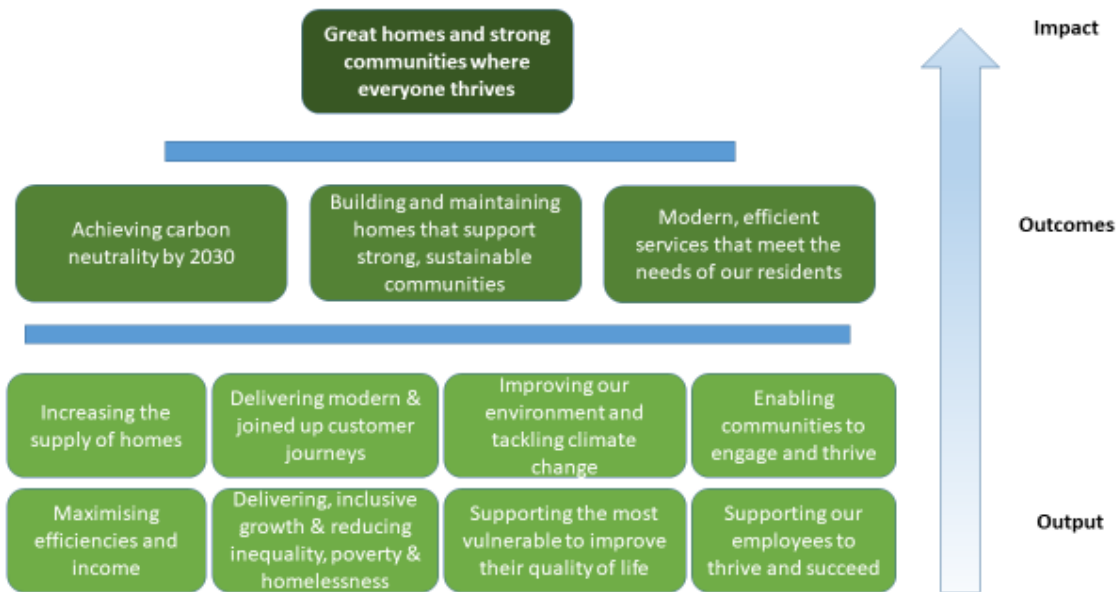 Great homes and strong
communities where
everyone thrives
Impact
Achieving carbon
neutrality by 2030
Building and maintaining
homes that support
strong, sustainable
communities
Modern, efficient
services that meet the
needs of our residents
Outcomes
Increasing the
supply of homes
Delivering modern &
joined up customer
journeys
Improving our
environment and
tackling climate
change
Enabling
communities to
engage and thrive
Maximising
efficiencies and
income
Delivering, inclusive
growth & reducing
inequality, poverty &
homelessness
Supporting the most
vulnerable to improve
their quality of life
Supporting our
employees to
thrive and succeed
Output